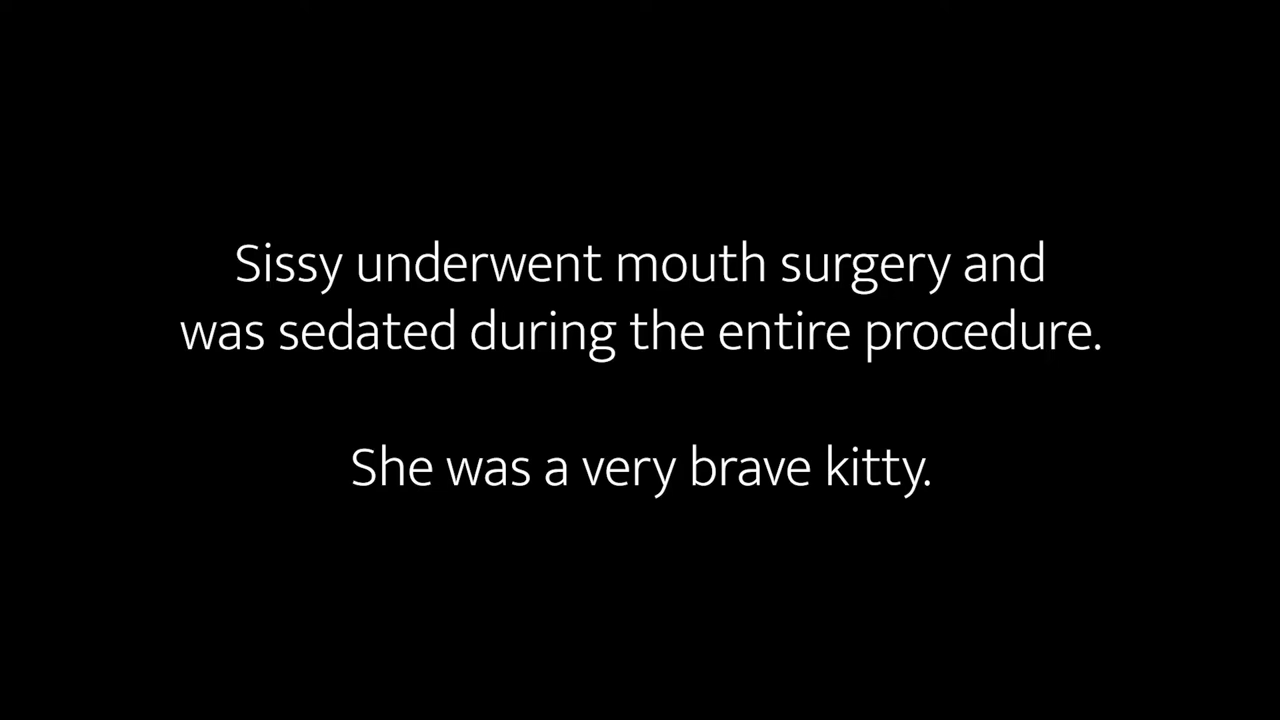 Sissy underwent mouth surgery and
was sedated during the entire procedure.
She was a very brave kitty.